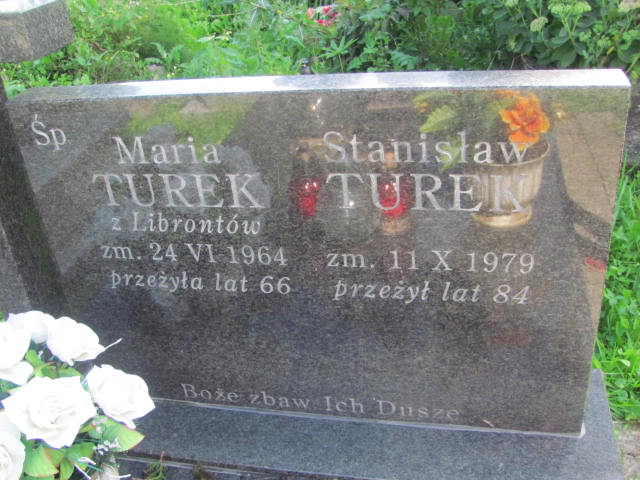 Śp
Maria
TUREK
z Librontów
zm. 24 VI 1964
przeżyła lat 66
Stanisław
TUREK
zm. 11 X 1979
przeżył lat 84
Boże zbaw Ich Dusze